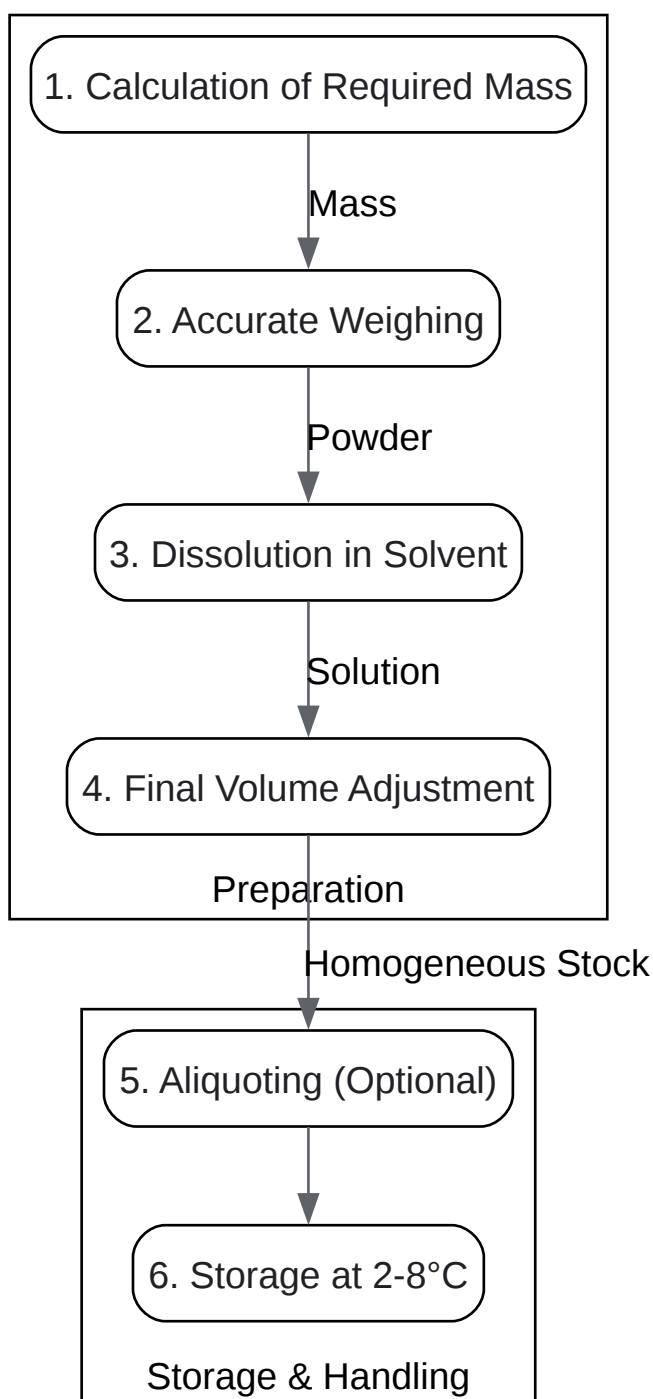 1. Calculation of Required Mass
Mass
2. Accurate Weighing
Powder
3. Dissolution in Solvent
Solution
4. Final Volume Adjustment
Preparation
Homogeneous Stock
5. Aliquoting (Optional)
6. Storage at 2-8°C
Storage & Handling